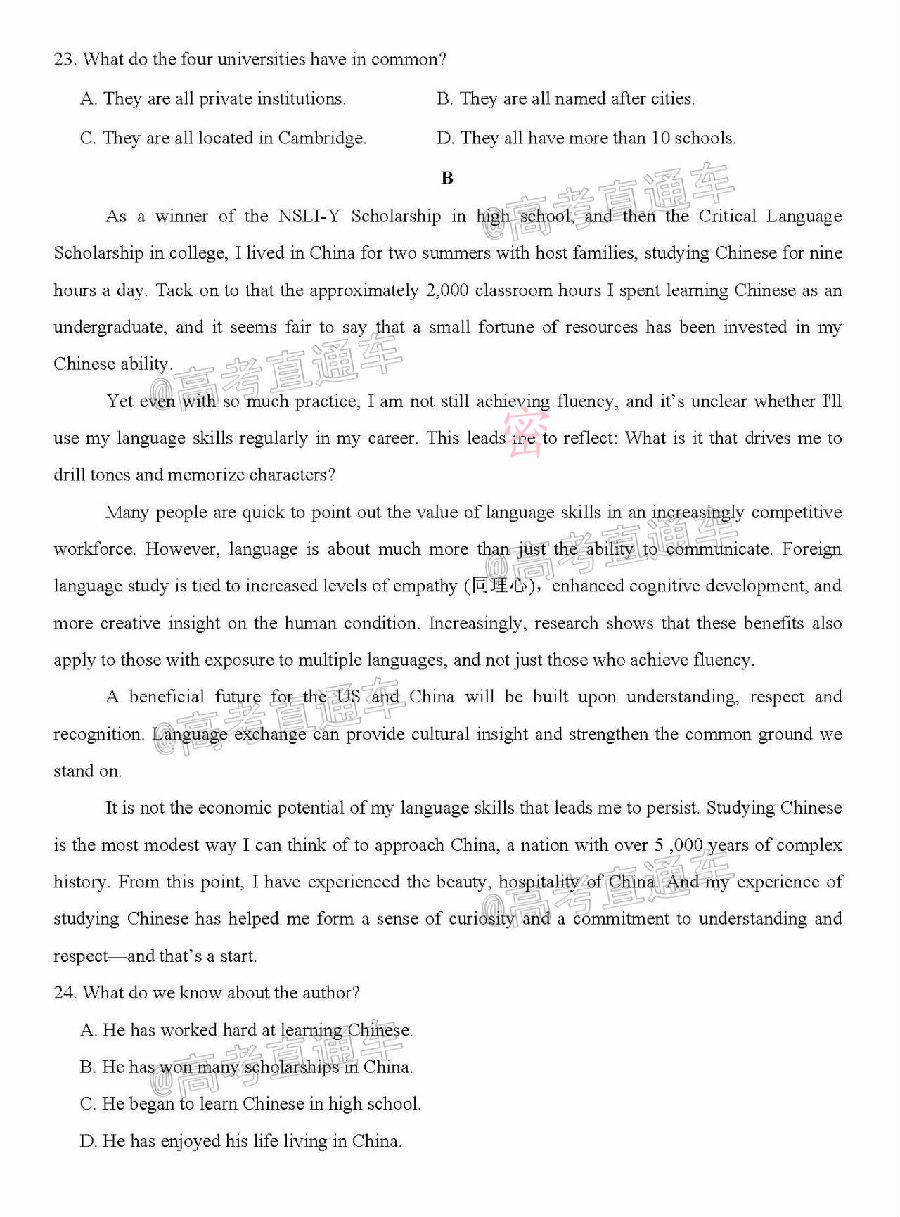 23. What do the four universities have in common?
A. They are all private institutions. B. They are all named after cities.
C. They are all located in Cambridge. D. They all have more than 10 schools.
B
As a winner of the NSLI-Y Scholarship in high school, and then the Critical Language
Scholarship in college, I lived in China for two summers with host families, studying Chinese for nine
hours a day. Tack on to that the approximately 2,000 classroom hours I spent learning Chinese as an
undergraduate, and it seems fair to say that a small fortune of resources has been invested in my
Chinese ability.
Yet even with so much practice, I am not still achieving fluency, and it's unclear whether I'll
use my language skills regularly in my career. This leads me to reflect: What is it that drives me to
drill tones and memorize characters?
Many people are quick to point out the value of language skills in an increasingly competitive
workforce. However, language is about much more than just the ability to communicate. Foreign
language study is tied to increased levels of empathy (同理心), enhanced cognitive development, and
more creative insight on the human condition. Increasingly, research shows that these benefits also
apply to those with exposure to multiple languages, and not just those who achieve fluency.
A beneficial future for the US and China will be built upon understanding, respect and
recognition. Language exchange can provide cultural insight and strengthen the common ground we
stand on.
It is not the economic potential of my language skills that leads me to persist. Studying Chinese
is the most modest way I can think of to approach China, a nation with over 5 ,000 years of complex
history. From this point, I have experienced the beauty, hospitality of China. And my experience of
studying Chinese has helped me form a sense of curiosity and a commitment to understanding and
respect—and that's a start.
24. What do we know about the author?
A. He has worked hard at learning Chinese.
B. He has won many scholarships in China.
C. He began to learn Chinese in high school.
D. He has enjoyed his life living in China.
@高考直通车
@高考直通车
密
@高考直通车
@高考直通车
@高考直通车
@高考直通车